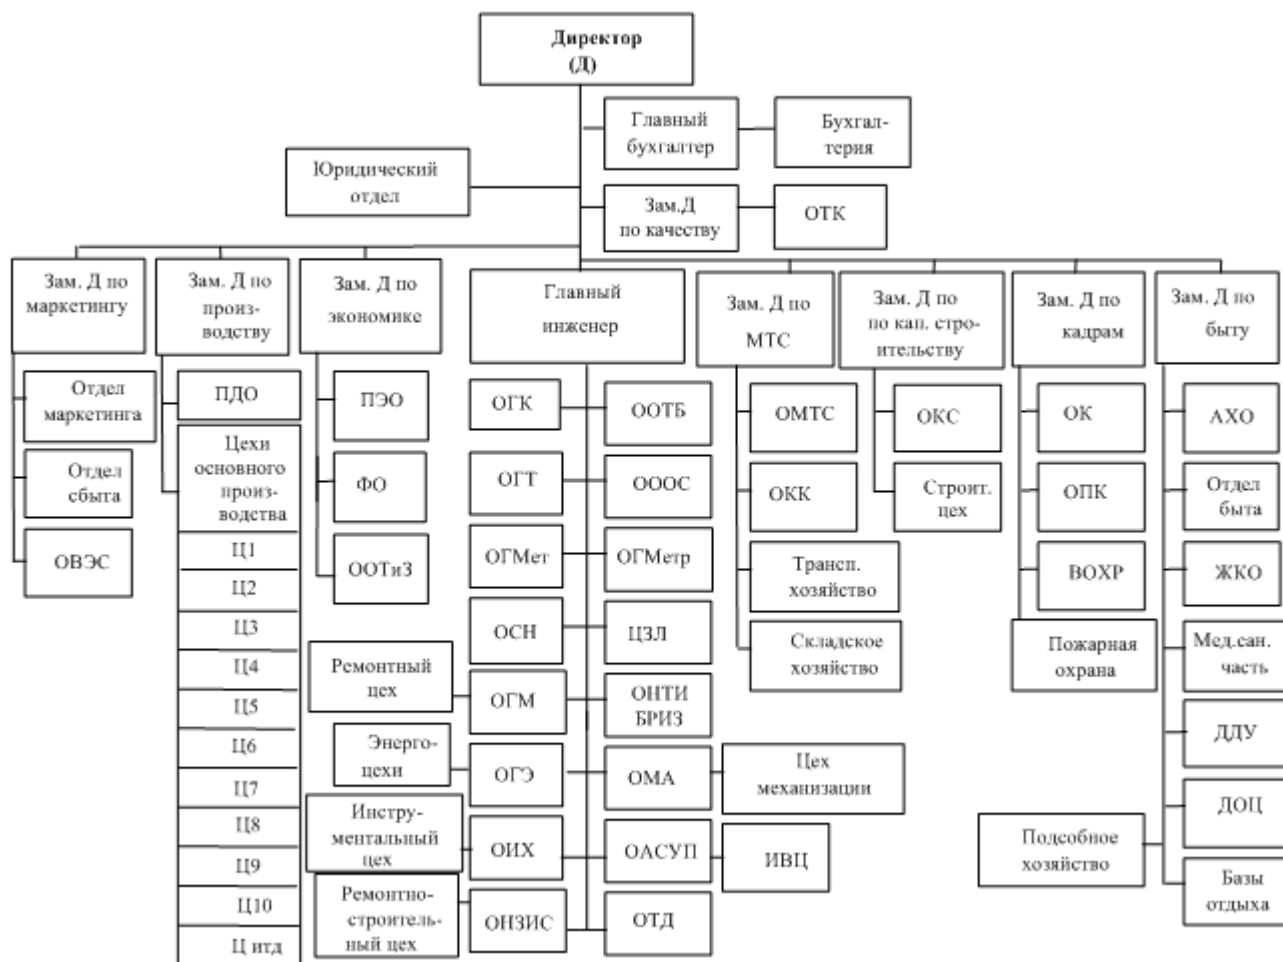 Директор
(Д)
Главный
бухгалтер
Бухгал-
терия
Юридический
отдел
Зам.Д
по качеству
ОТК
Зам. Д по
маркетингу
Зам. Д по
произ-
водству
Зам. Д по
экономике
Главный
инженер
Зам. Д по
МТС
Зам. Д по
по кап. стро-
ительству
Зам. Д по
кадрам
Зам. Д по
быту
Отдел
маркетинга
Отдел
сбыта
ОВЭС
ПДО
Цехи
основного
произ-
водства
Ц1
Ц2
Ц3
Ц4
Ц5
Ц6
Ц7
Ц8
Ц9
Ц10
Ц итд
ПЭО
ФО
ООТиЗ
Ремонтный
цех
Энерго-
цехи
Инстру-
ментальный
цех
Ремонтно-
строитель-
ный цех
ОГК
ОГТ
ОГМет
ОСН
ОГМ
ОГЭ
ОИХ
ОНЗИС
ООТБ
ОООС
ОГМетр
ЦЗЛ
ОНТИ
БРИЗ
ОМА
ОАСУП
ОТД
Цех
механизации
ИВЦ
ОМТС
ОКК
Трансп.
хозяйство
Складское
хозяйство
ОКС
Строит.
цех
ОК
ОПК
ВОХР
Пожарная
охрана
АХО
Отдел
быта
ЖКО
Мед.сан.
часть
ДДУ
ДОЦ
Подсобное
хозяйство
Базы
отдыха